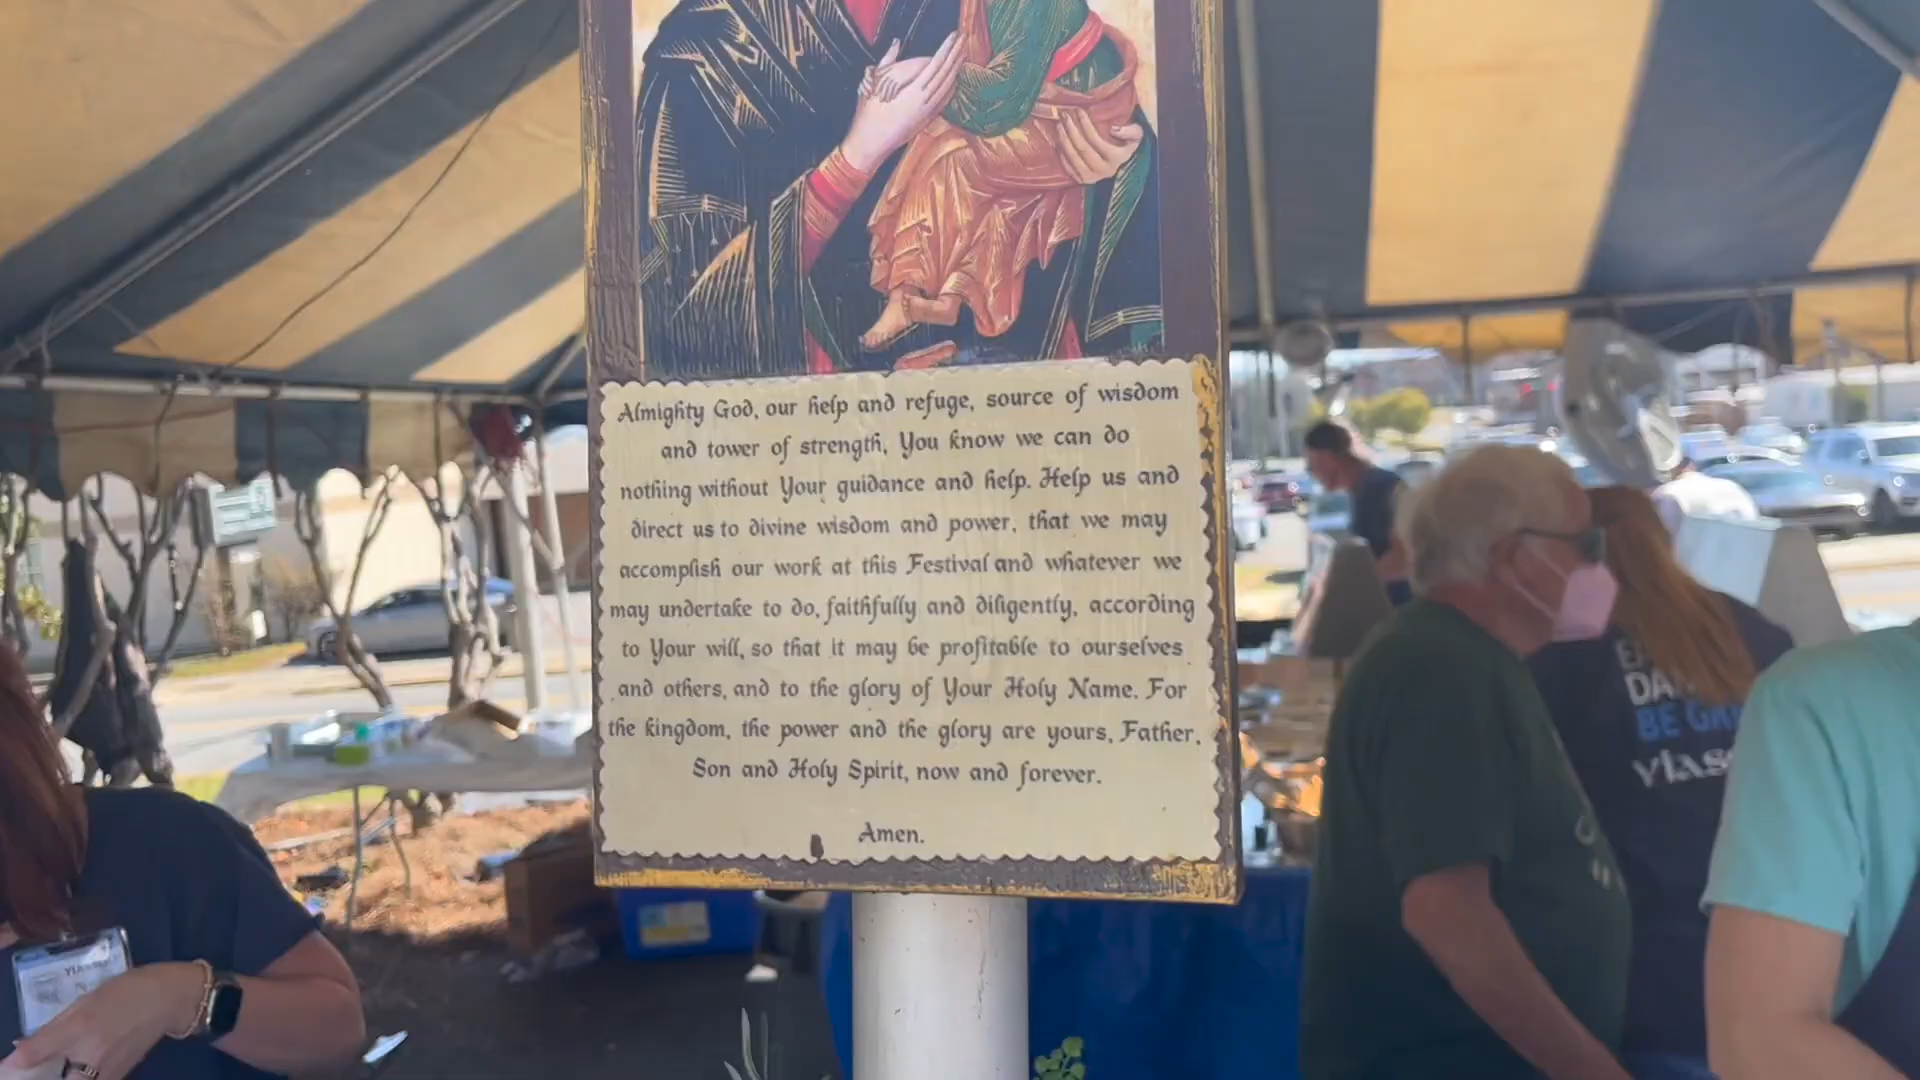 Almighty God, our help and refuge, source of wisdom
and tower of strength, You know we can do
nothing without Your guidance and help. Help us and
direct us to divine wisdom and power, that we may
accomplish our work at this Festival and whatever we
may undertake to do, faithfully and diligently, according
to Your will, so that it may be profitable to ourselves
and others, and to the glory of Your Holy Name. For
the kingdom, the power and the glory are yours, Father,
Son and Holy Spirit, now and forever.
Amen.
BE